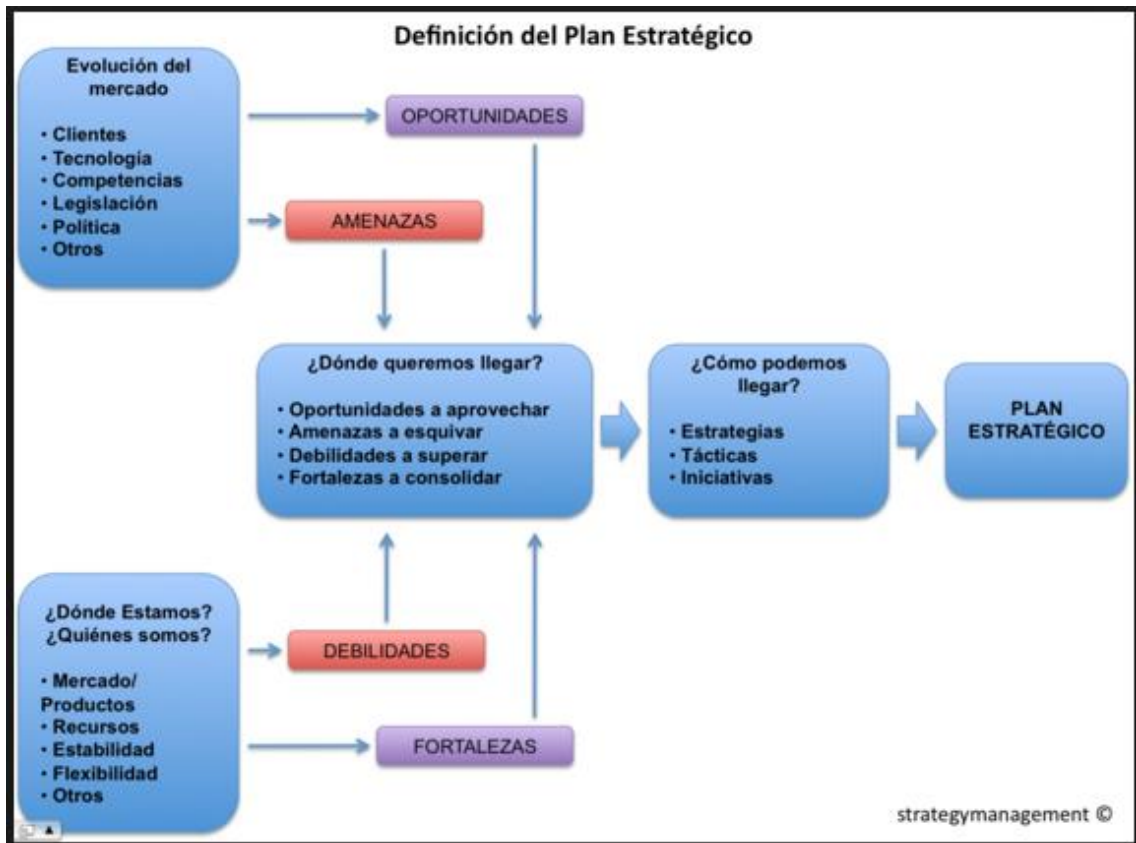 Definición del Plan Estratégico
Evolución del
mercado
• Clientes
• Tecnología
• Competencias
• Legislación
• Política
• Otros
OPORTUNIDADES
AMENAZAS
¿Dónde queremos llegar?
• Oportunidades a aprovechar
• Amenazas a esquivar
• Debilidades a superar
• Fortalezas a consolidar
¿Cómo podemos
llegar?
• Estrategias
• Tácticas
• Iniciativas
PLAN
ESTRATÉGICO
¿Dónde Estamos?
¿Quiénes somos?
• Mercado/
Productos
• Recursos
• Estabilidad
• Flexibilidad
• Otros
DEBILIDADES
FORTALEZAS
strategymanagement ©